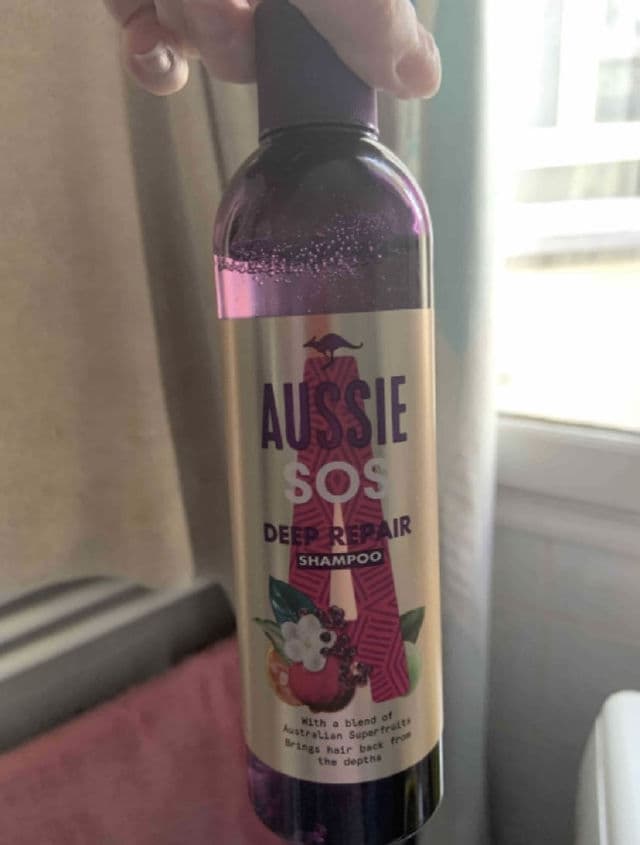 AUSSIE
SOS
DEEP REPAIR
SHAMPOO
With a blend of
Australian Superfruits
Brings hair back from
the depths